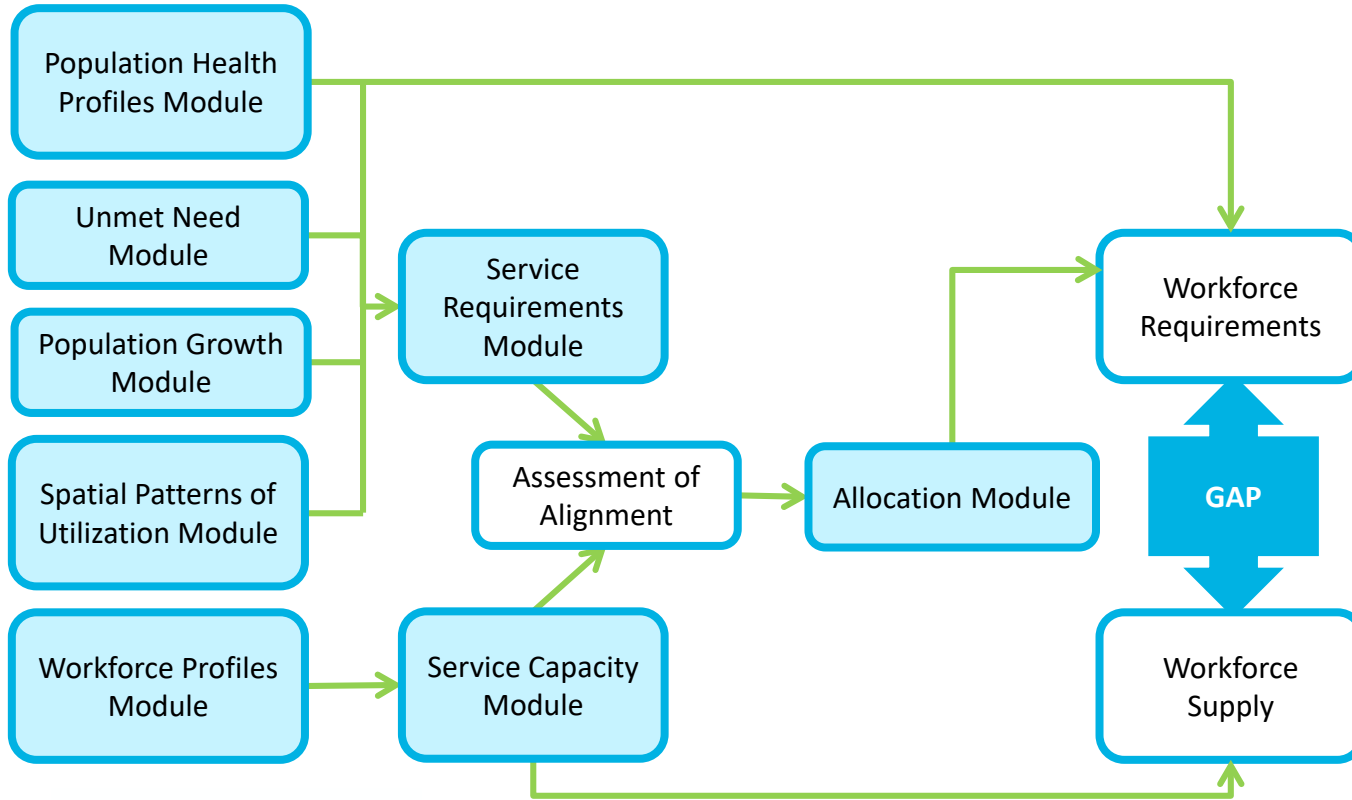 Population Health
Profiles Module
Unmet Need
Module
Population Growth
Module
Spatial Patterns of
Utilization Module
Workforce Profiles
Module
Service
Requirements
Module
Service Capacity
Module
Assessment of
Alignment
Allocation Module
Workforce
Requirements
GAP
Workforce
Supply